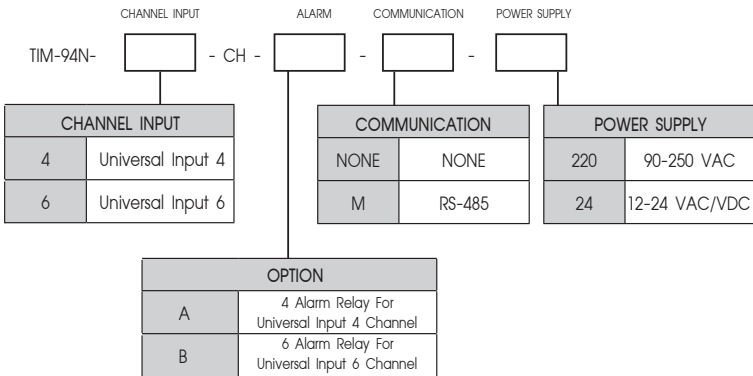 CHANNEL INPUT ALARM COMMUNICATION POWER SUPPLY
TIM-94N- - CH - - -
CHANNEL INPUT
4 Universal Input 4
6 Universal Input 6
COMMUNICATION
NONE NONE
M RS-485
POWER SUPPLY
220 90-250 VAC
24 12-24 VAC/VDC
OPTION
A 4 Alarm Relay For
Universal Input 4 Channel
B 6 Alarm Relay For
Universal Input 6 Channel